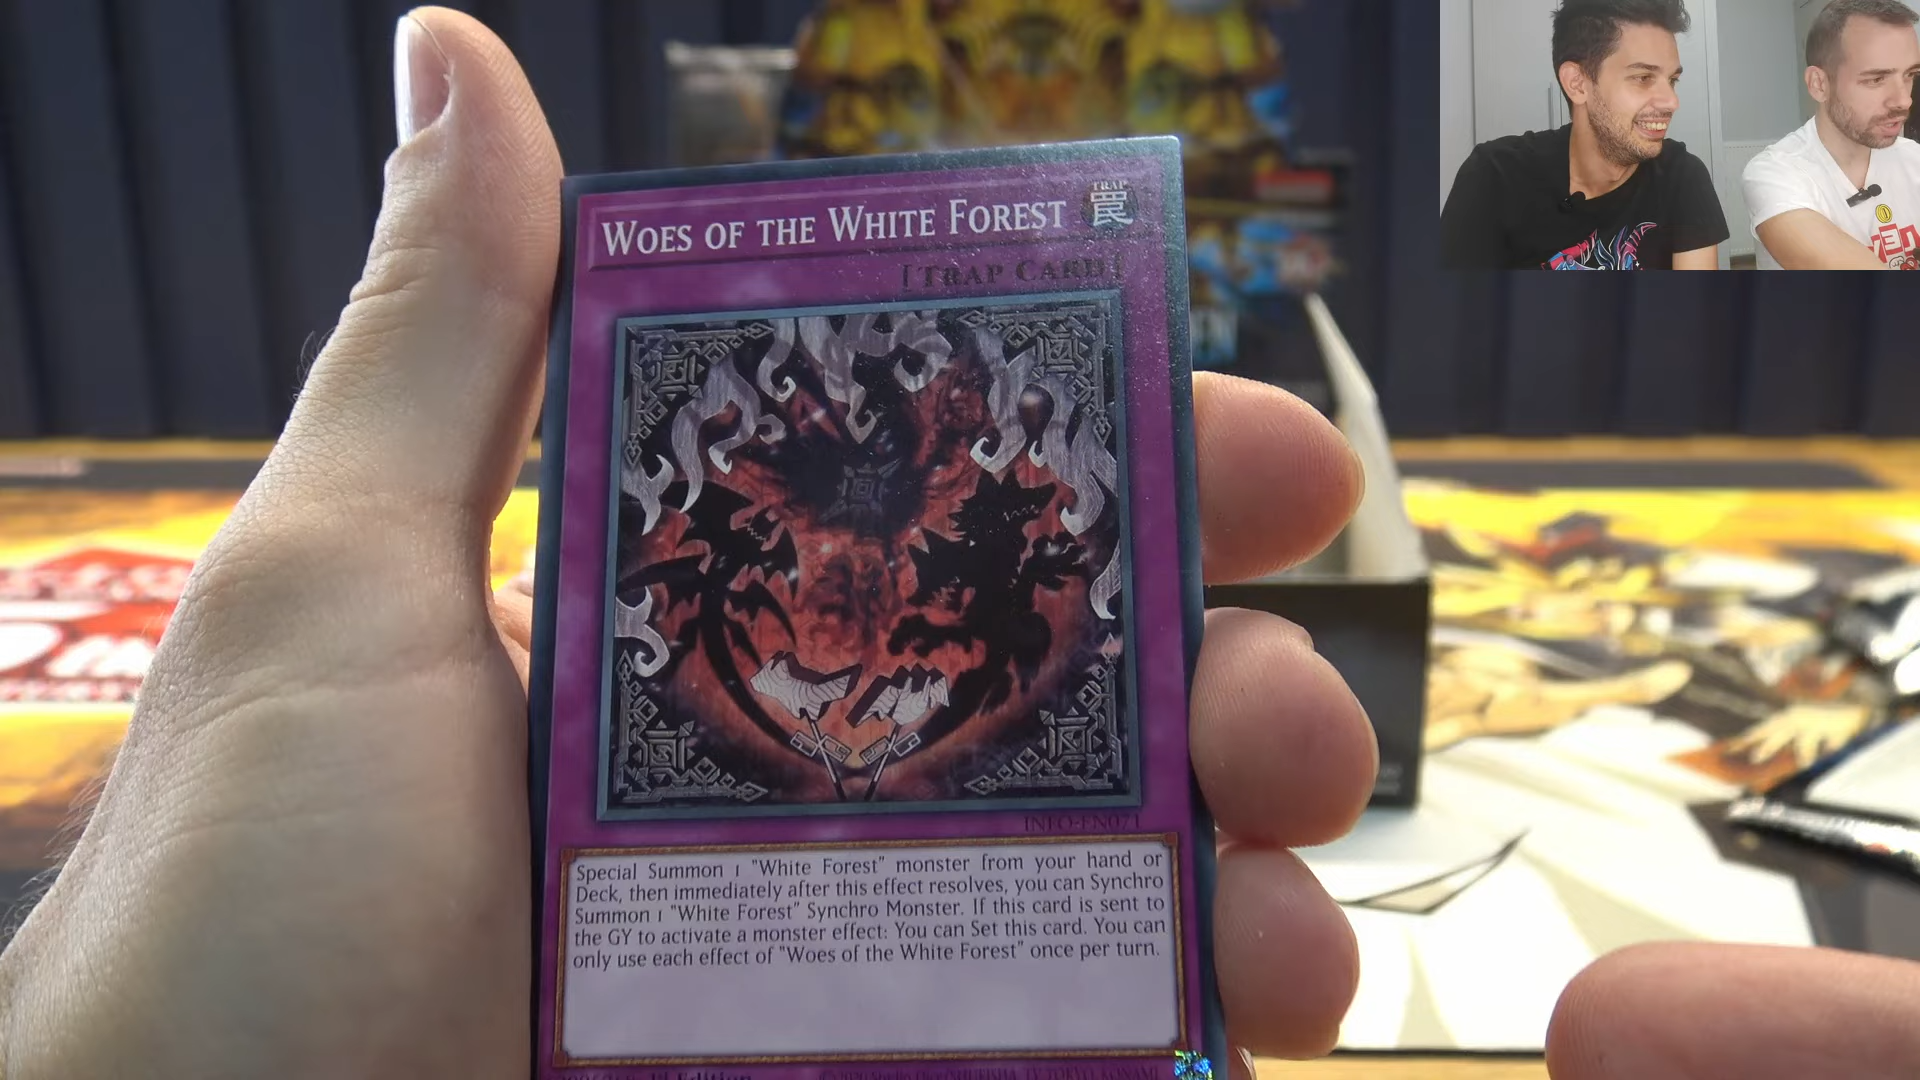 WOES OF THE WHITE FOREST
TRAP
罠
[TRAP CARD]
INFO-EN071
Special Summon 1 "White Forest" monster from your hand or
Deck, then immediately after this effect resolves, you can Synchro
Summon 1 "White Forest" Synchro Monster. If this card is sent to
the GY to activate a monster effect: You can Set this card. You can
only use each effect of "Woes of the White Forest" once per turn.
1st Edition